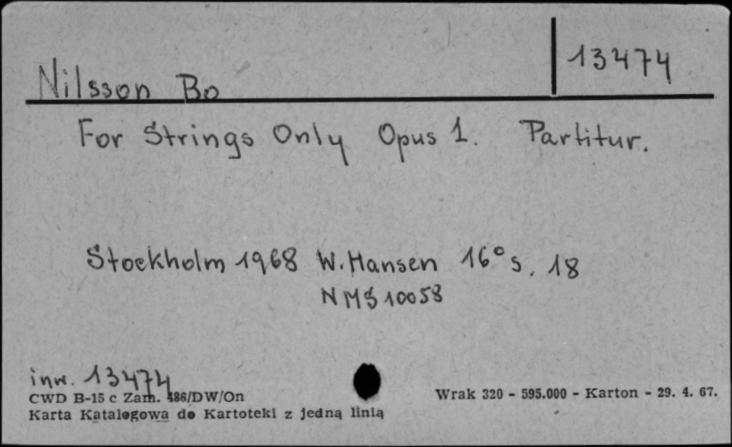 13474
Nilsson Bo
For Strings Only Opus 1. Partitur.
Stockholm 1968 W. Hansen 16° s. 18
NMS 10058
inw. 13474
CWD B-15 c Zam. 486/DW/On
Wrak 320 - 595.000 - Karton - 29. 4. 67.
Karta Katalogowa do Kartoteki z jedną linią